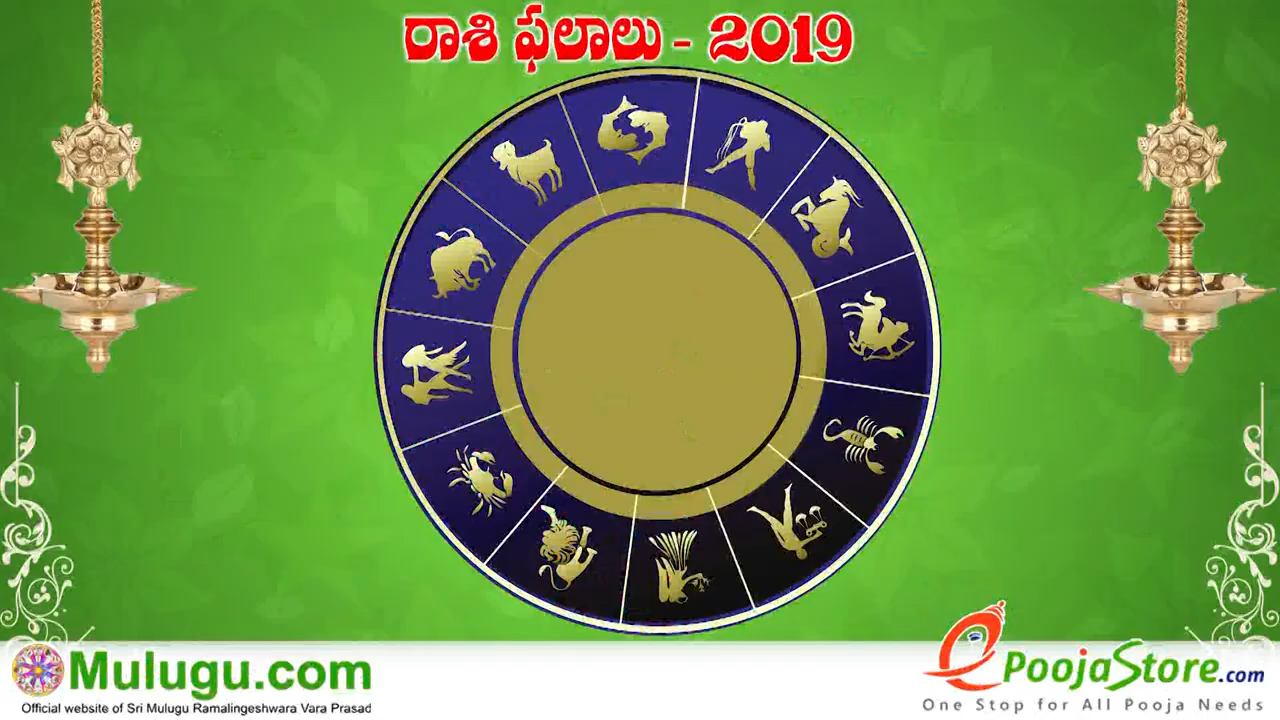 రాశి ఫలాలు - 2019
Mulugu.com
Official website of Sri Mulugu Ramalingeshwara Vara Prasad
ePoojaStore.com
One Stop for All Pooja Needs